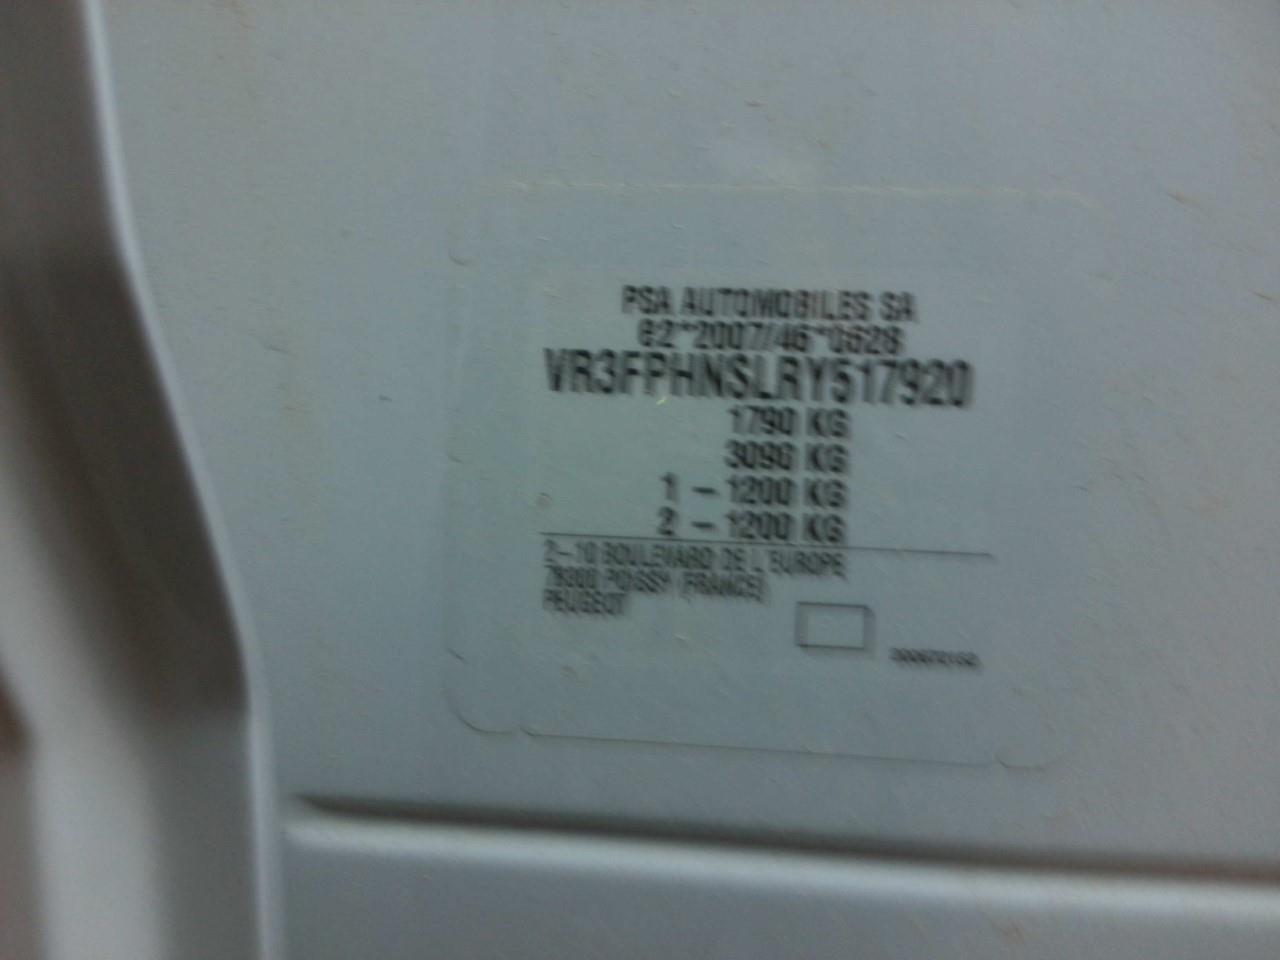 PSA AUTOMOBILES SA
e2*2007/46*0628
VR3FPHNSLRY517920
1790 KG
3090 KG
1 – 1200 KG
2 – 1200 KG
2–10 BOULEVARD DE L'EUROPE
78300 POISSY (FRANCE)
PEUGEOT